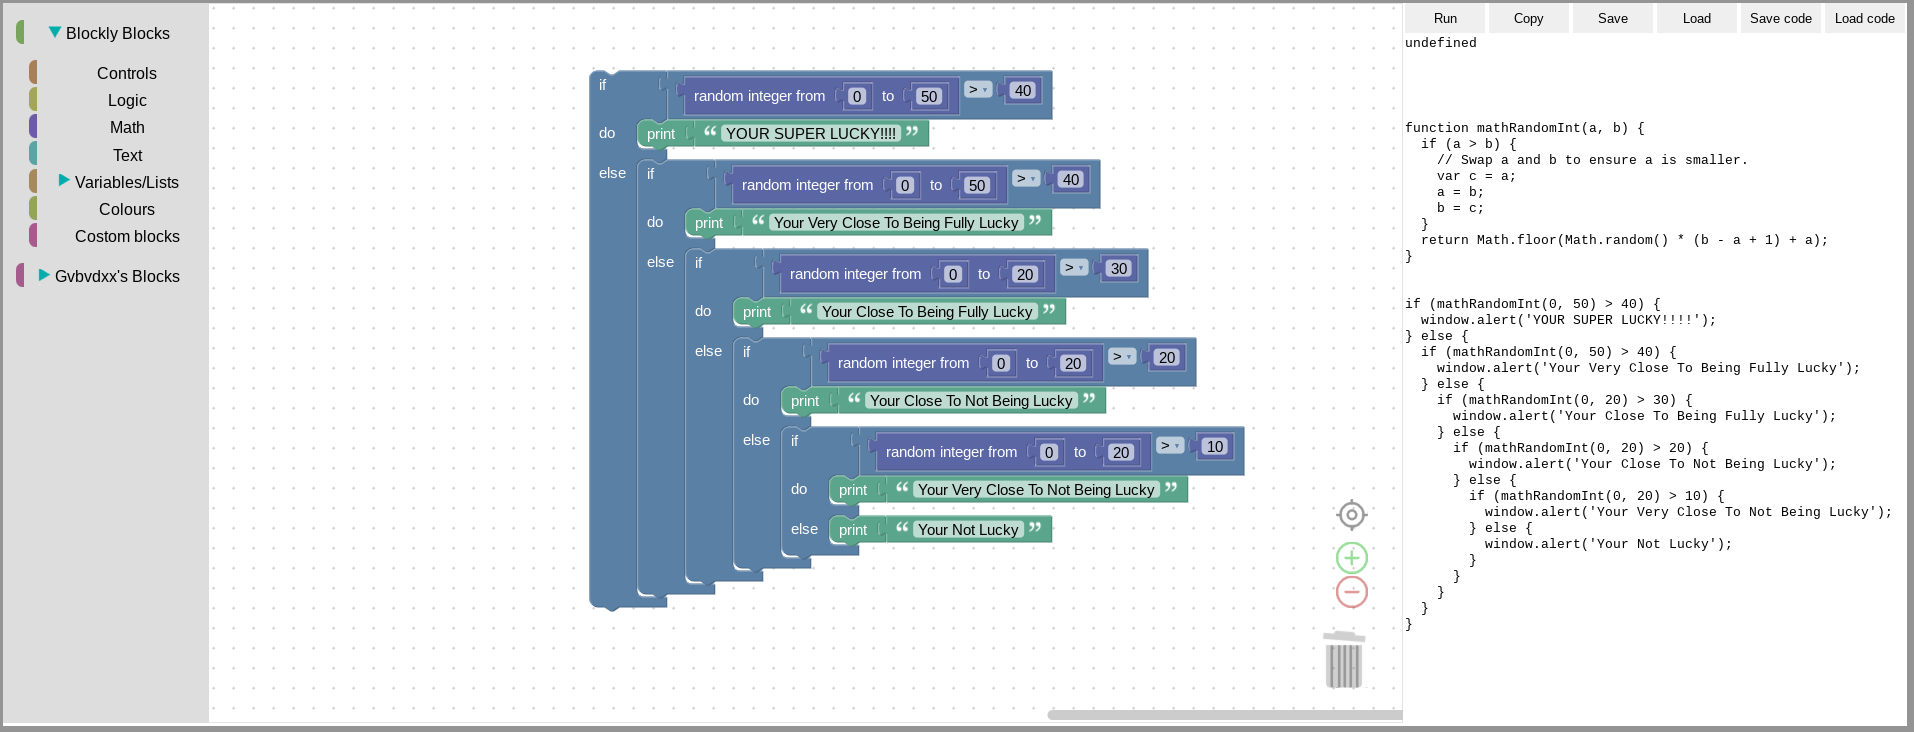 Blockly Blocks
Controls
Logic
Math
Text
Variables/Lists
Colours
Costom blocks
Gvbvdxx's Blocks
if random integer from 0 to 50 > 40
do print “ YOUR SUPER LUCKY!!!! ”
else if random integer from 0 to 50 > 40
do print “ Your Very Close To Being Fully Lucky ”
else if random integer from 0 to 20 > 30
do print “ Your Close To Being Fully Lucky ”
else if random integer from 0 to 20 > 20
do print “ Your Close To Not Being Lucky ”
else if random integer from 0 to 20 > 10
do print “ Your Very Close To Not Being Lucky ”
else print “ Your Not Lucky ”
Run Copy Save Load Save code Load code
undefined
function mathRandomInt(a, b) {
  if (a > b) {
    // Swap a and b to ensure a is smaller.
    var c = a;
    a = b;
    b = c;
  }
  return Math.floor(Math.random() * (b - a + 1) + a);
}
if (mathRandomInt(0, 50) > 40) {
  window.alert('YOUR SUPER LUCKY!!!!');
} else {
  if (mathRandomInt(0, 50) > 40) {
    window.alert('Your Very Close To Being Fully Lucky');
  } else {
    if (mathRandomInt(0, 20) > 30) {
      window.alert('Your Close To Being Fully Lucky');
    } else {
      if (mathRandomInt(0, 20) > 20) {
        window.alert('Your Close To Not Being Lucky');
      } else {
        if (mathRandomInt(0, 20) > 10) {
          window.alert('Your Very Close To Not Being Lucky');
        } else {
          window.alert('Your Not Lucky');
        }
      }
    }
  }
}